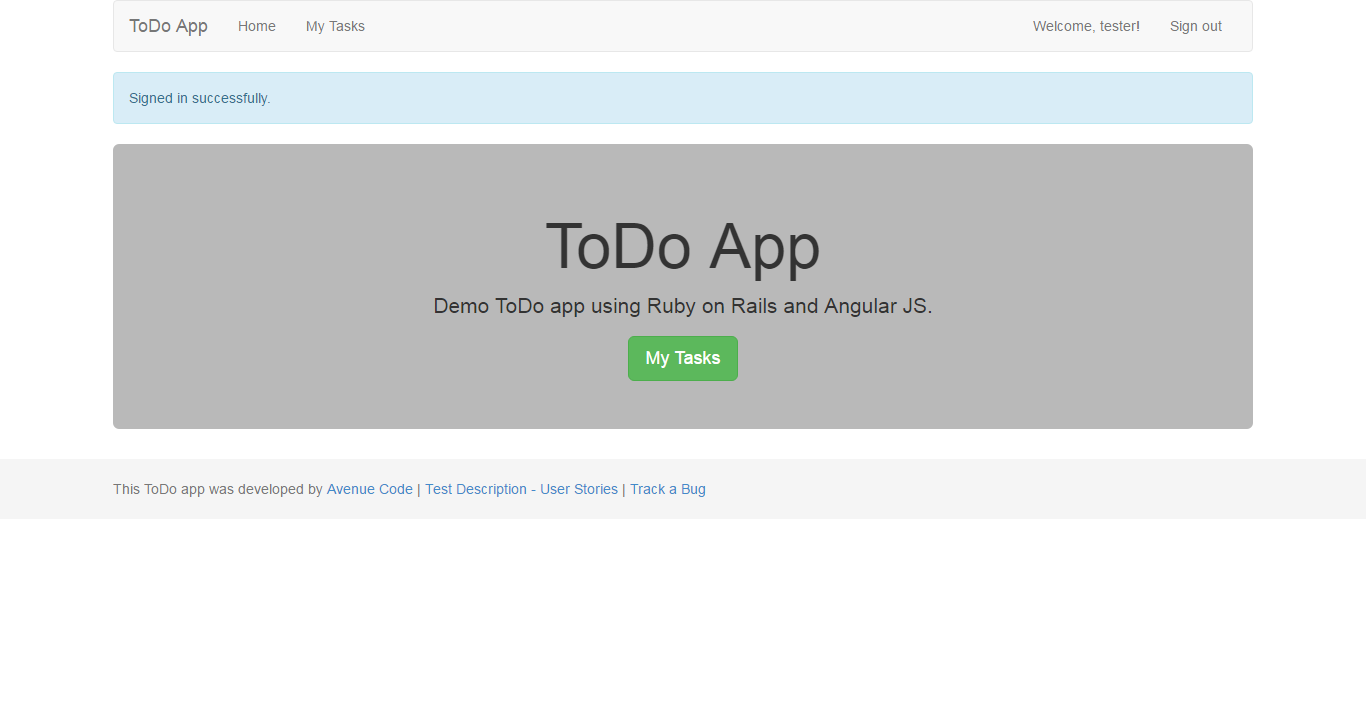 ToDo App Home My Tasks Welcome, tester! Sign out
Signed in successfully.
ToDo App
Demo ToDo app using Ruby on Rails and Angular JS.
My Tasks
This ToDo app was developed by Avenue Code | Test Description - User Stories | Track a Bug